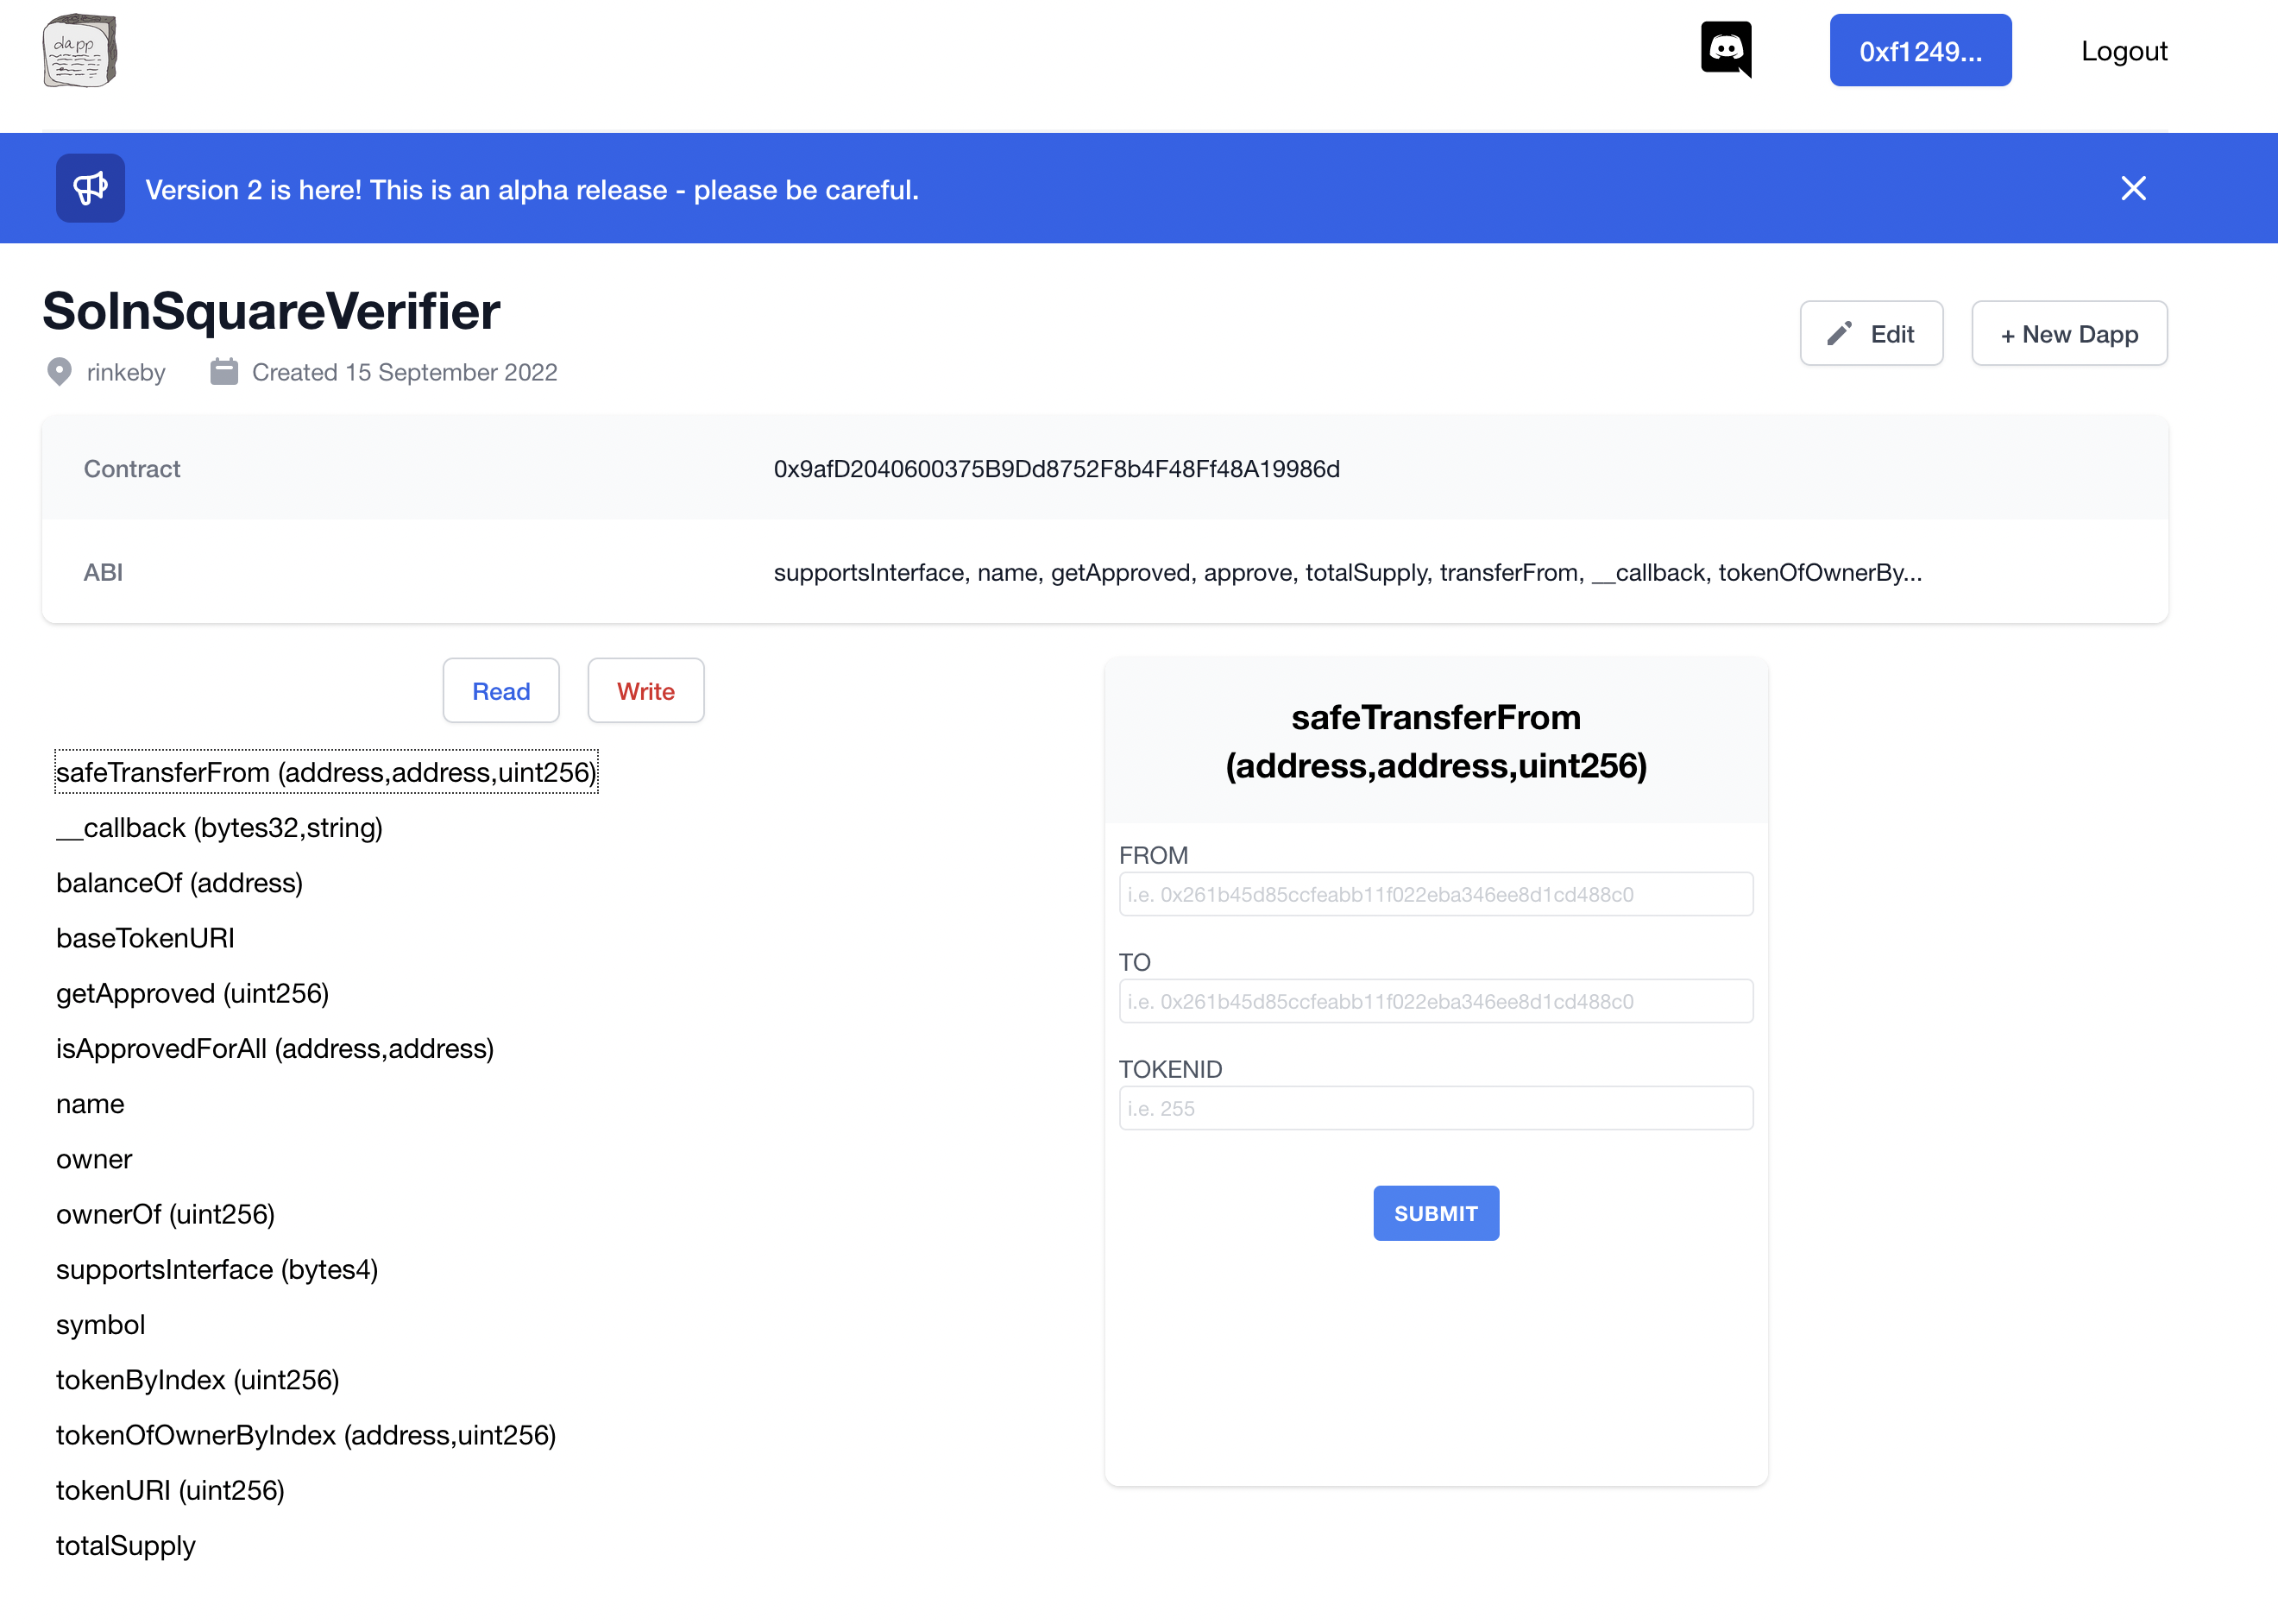 dapp
0xf1249...
Logout
Version 2 is here! This is an alpha release - please be careful.
SolnSquareVerifier
rinkeby
Created 15 September 2022
Edit
+ New Dapp
Contract
0x9afD2040600375B9Dd8752F8b4F48Ff48A19986d
ABI
supportsInterface, name, getApproved, approve, totalSupply, transferFrom, __callback, tokenOfOwnerBy...
Read
Write
safeTransferFrom (address,address,uint256)
__callback (bytes32,string)
balanceOf (address)
baseTokenURI
getApproved (uint256)
isApprovedForAll (address,address)
name
owner
ownerOf (uint256)
supportsInterface (bytes4)
symbol
tokenByIndex (uint256)
tokenOfOwnerByIndex (address,uint256)
tokenURI (uint256)
totalSupply
safeTransferFrom
(address,address,uint256)
FROM
i.e. 0x261b45d85ccfeabb11f022eba346ee8d1cd488c0
TO
i.e. 0x261b45d85ccfeabb11f022eba346ee8d1cd488c0
TOKENID
i.e. 255
SUBMIT